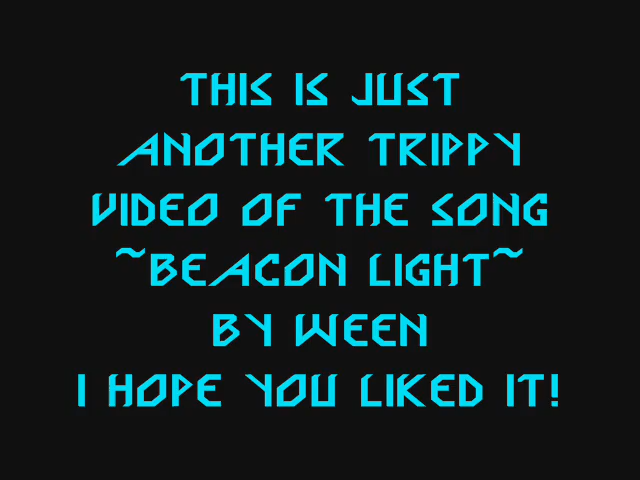 THIS IS JUST
ANOTHER TRIPPY
VIDEO OF THE SONG
~BEACON LIGHT~
BY WEEN
I HOPE YOU LIKED IT!